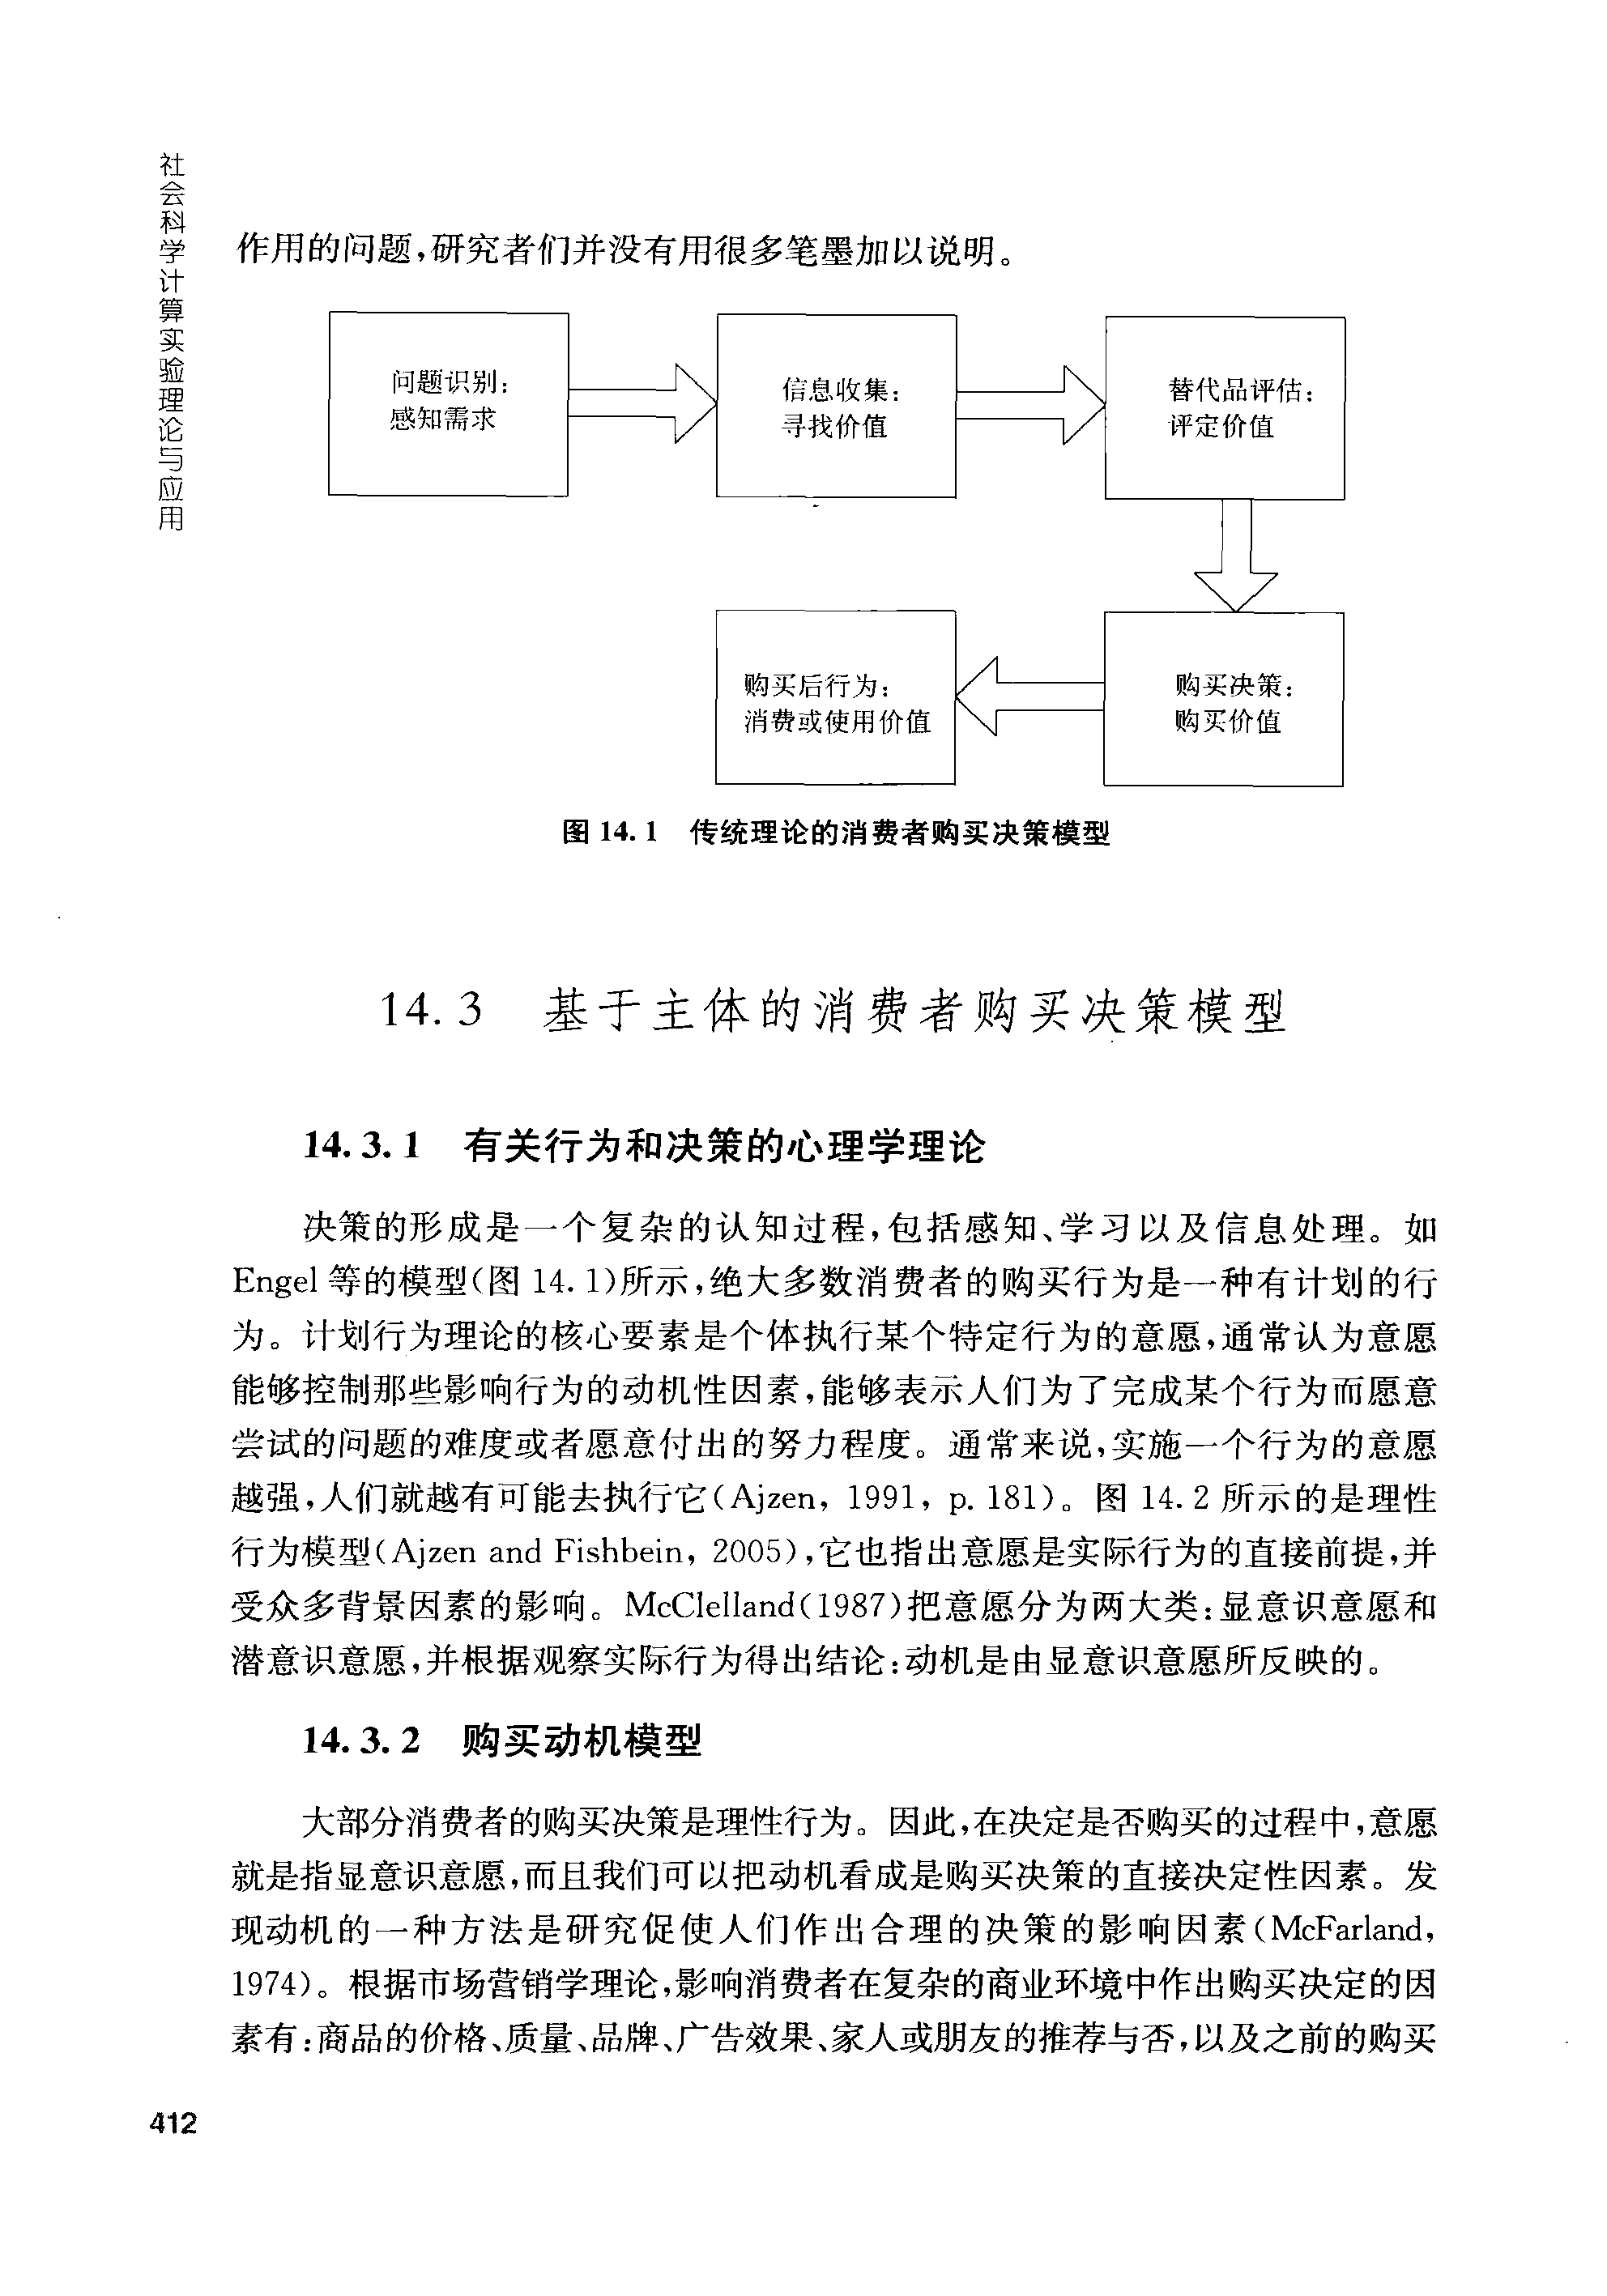 社会科学计算实验理论与应用
作用的问题,研究者们并没有用很多笔墨加以说明。
问题识别:
感知需求
信息收集:
寻找价值
替代品评估:
评定价值
购买后行为:
消费或使用价值
购买决策:
购买价值
图 14.1 传统理论的消费者购买决策模型
14.3 基于主体的消费者购买决策模型
14.3.1 有关行为和决策的心理学理论
决策的形成是一个复杂的认知过程,包括感知、学习以及信息处理。如
Engel 等的模型(图 14.1)所示,绝大多数消费者的购买行为是一种有计划的行
为。计划行为理论的核心要素是个体执行某个特定行为的意愿,通常认为意愿
能够控制那些影响行为的动机性因素,能够表示人们为了完成某个行为而愿意
尝试的问题的难度或者愿意付出的努力程度。通常来说,实施一个行为的意愿
越强,人们就越有可能去执行它(Ajzen, 1991, p. 181)。图 14.2 所示的是理性
行为模型(Ajzen and Fishbein, 2005),它也指出意愿是实际行为的直接前提,并
受众多背景因素的影响。McClelland(1987)把意愿分为两大类:显意识意愿和
潜意识意愿,并根据观察实际行为得出结论:动机是由显意识意愿所反映的。
14.3.2 购买动机模型
大部分消费者的购买决策是理性行为。因此,在决定是否购买的过程中,意愿
就是指显意识意愿,而且我们可以把动机看成是购买决策的直接决定性因素。发
现动机的一种方法是研究促使人们作出合理的决策的影响因素(McFarland,
1974)。根据市场营销学理论,影响消费者在复杂的商业环境中作出购买决定的因
素有:商品的价格、质量、品牌、广告效果、家人或朋友的推荐与否,以及之前的购买
412